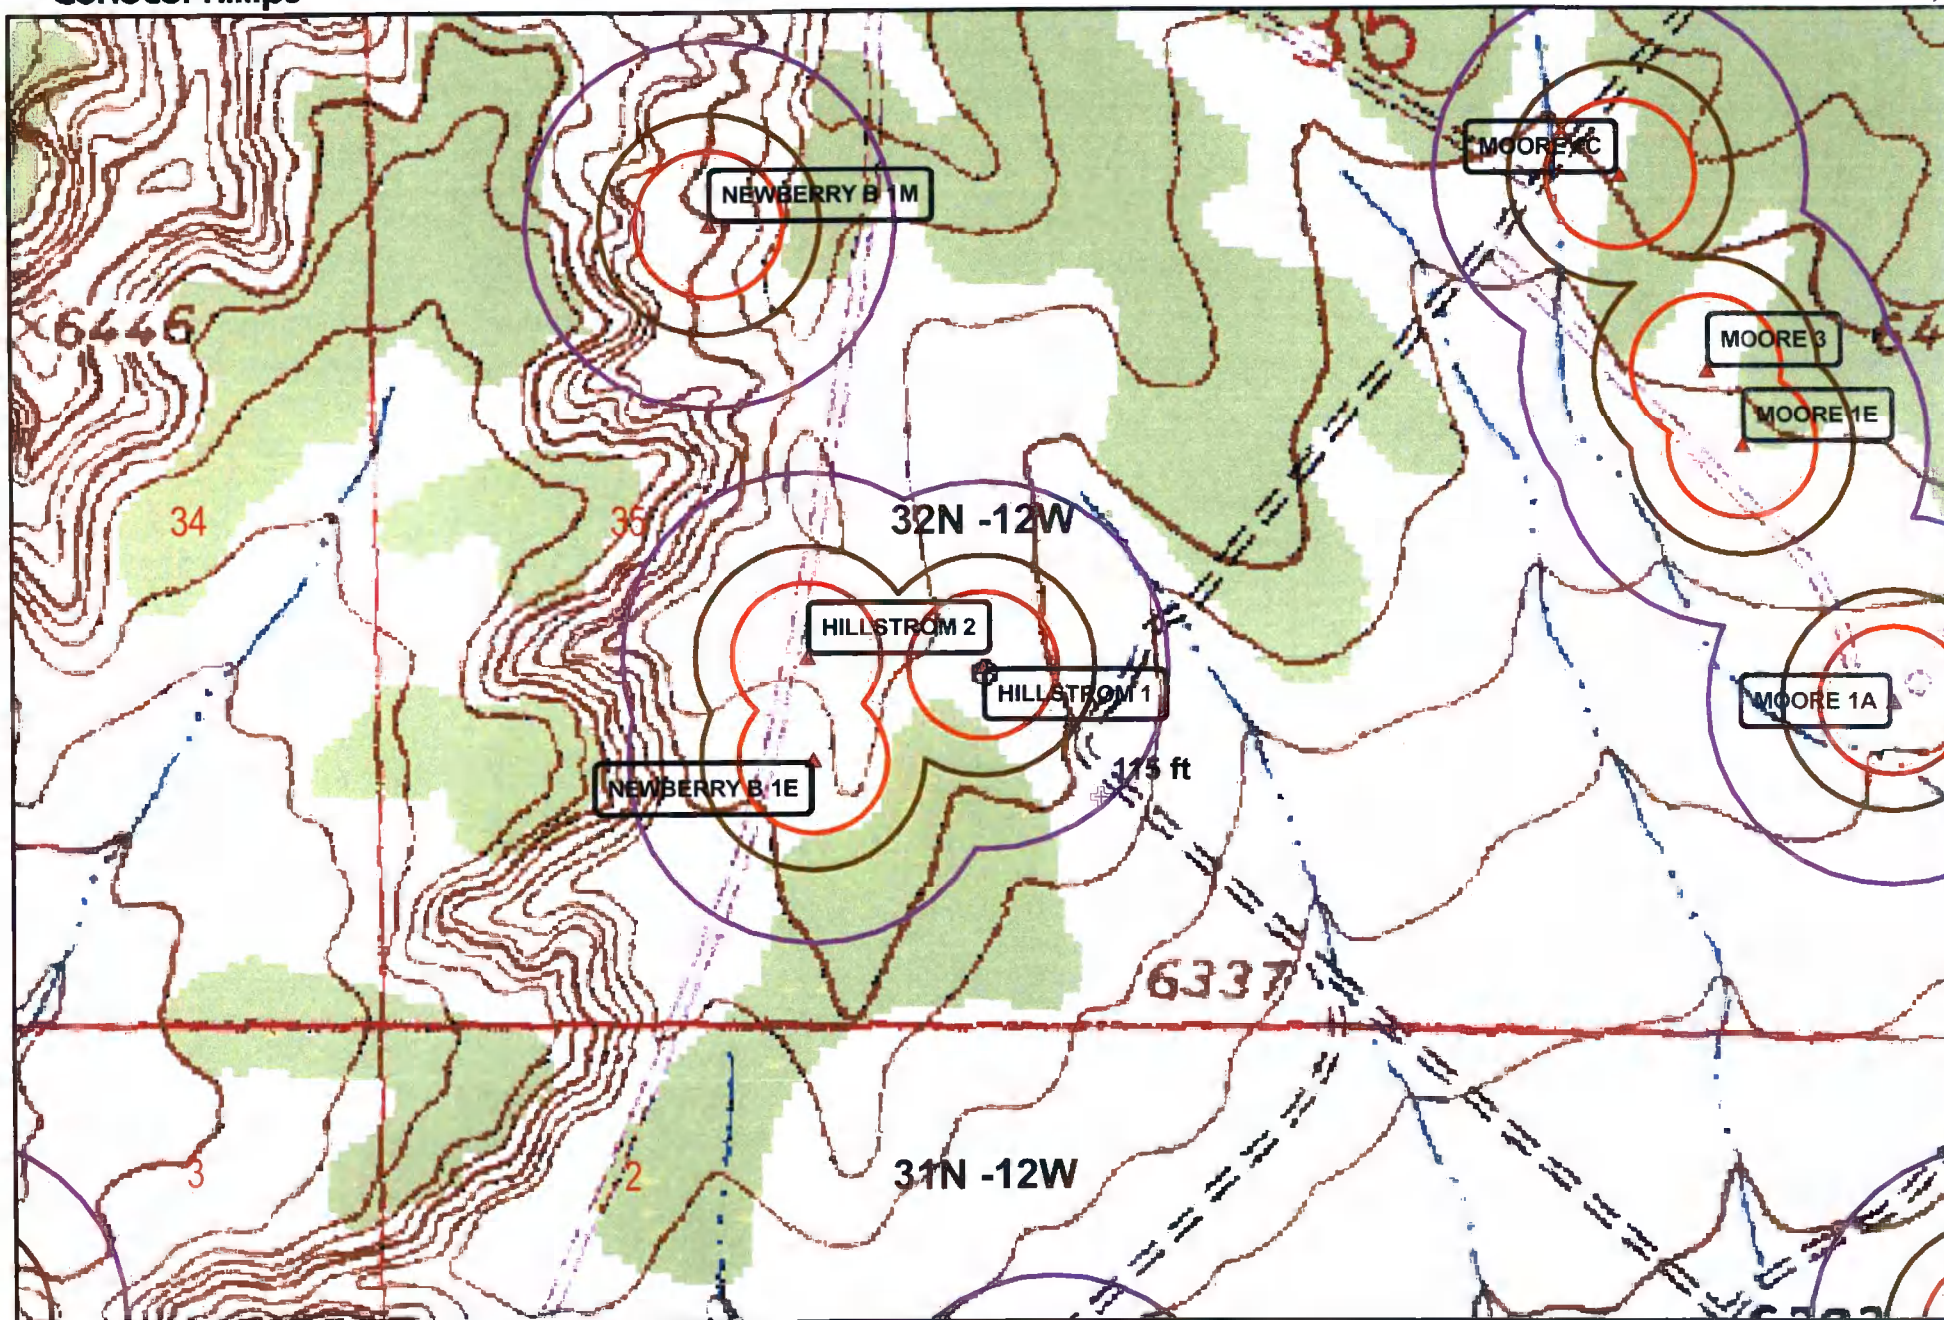 36
MOORE C
NEWBERRY B 1M
6446
MOORE 3
MOORE 1E
34
35
32N -12W
HILLSTROM 2
HILLSTROM 1
MOORE 1A
115 ft
NEWBERRY B 1E
6337
3
2
31N -12W